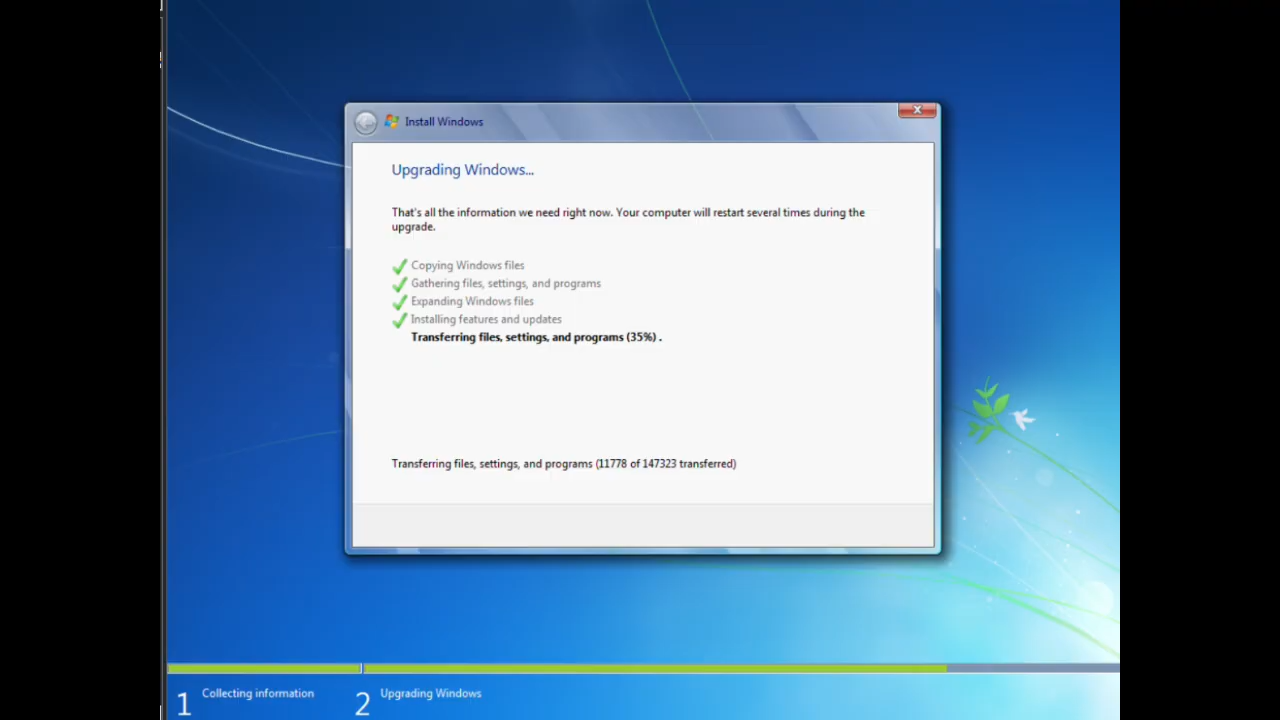 Install Windows
Upgrading Windows...
That's all the information we need right now. Your computer will restart several times during the
upgrade.
Copying Windows files
Gathering files, settings, and programs
Expanding Windows files
Installing features and updates
Transferring files, settings, and programs (35%) .
Transferring files, settings, and programs (11778 of 147323 transferred)
1 Collecting information
2 Upgrading Windows